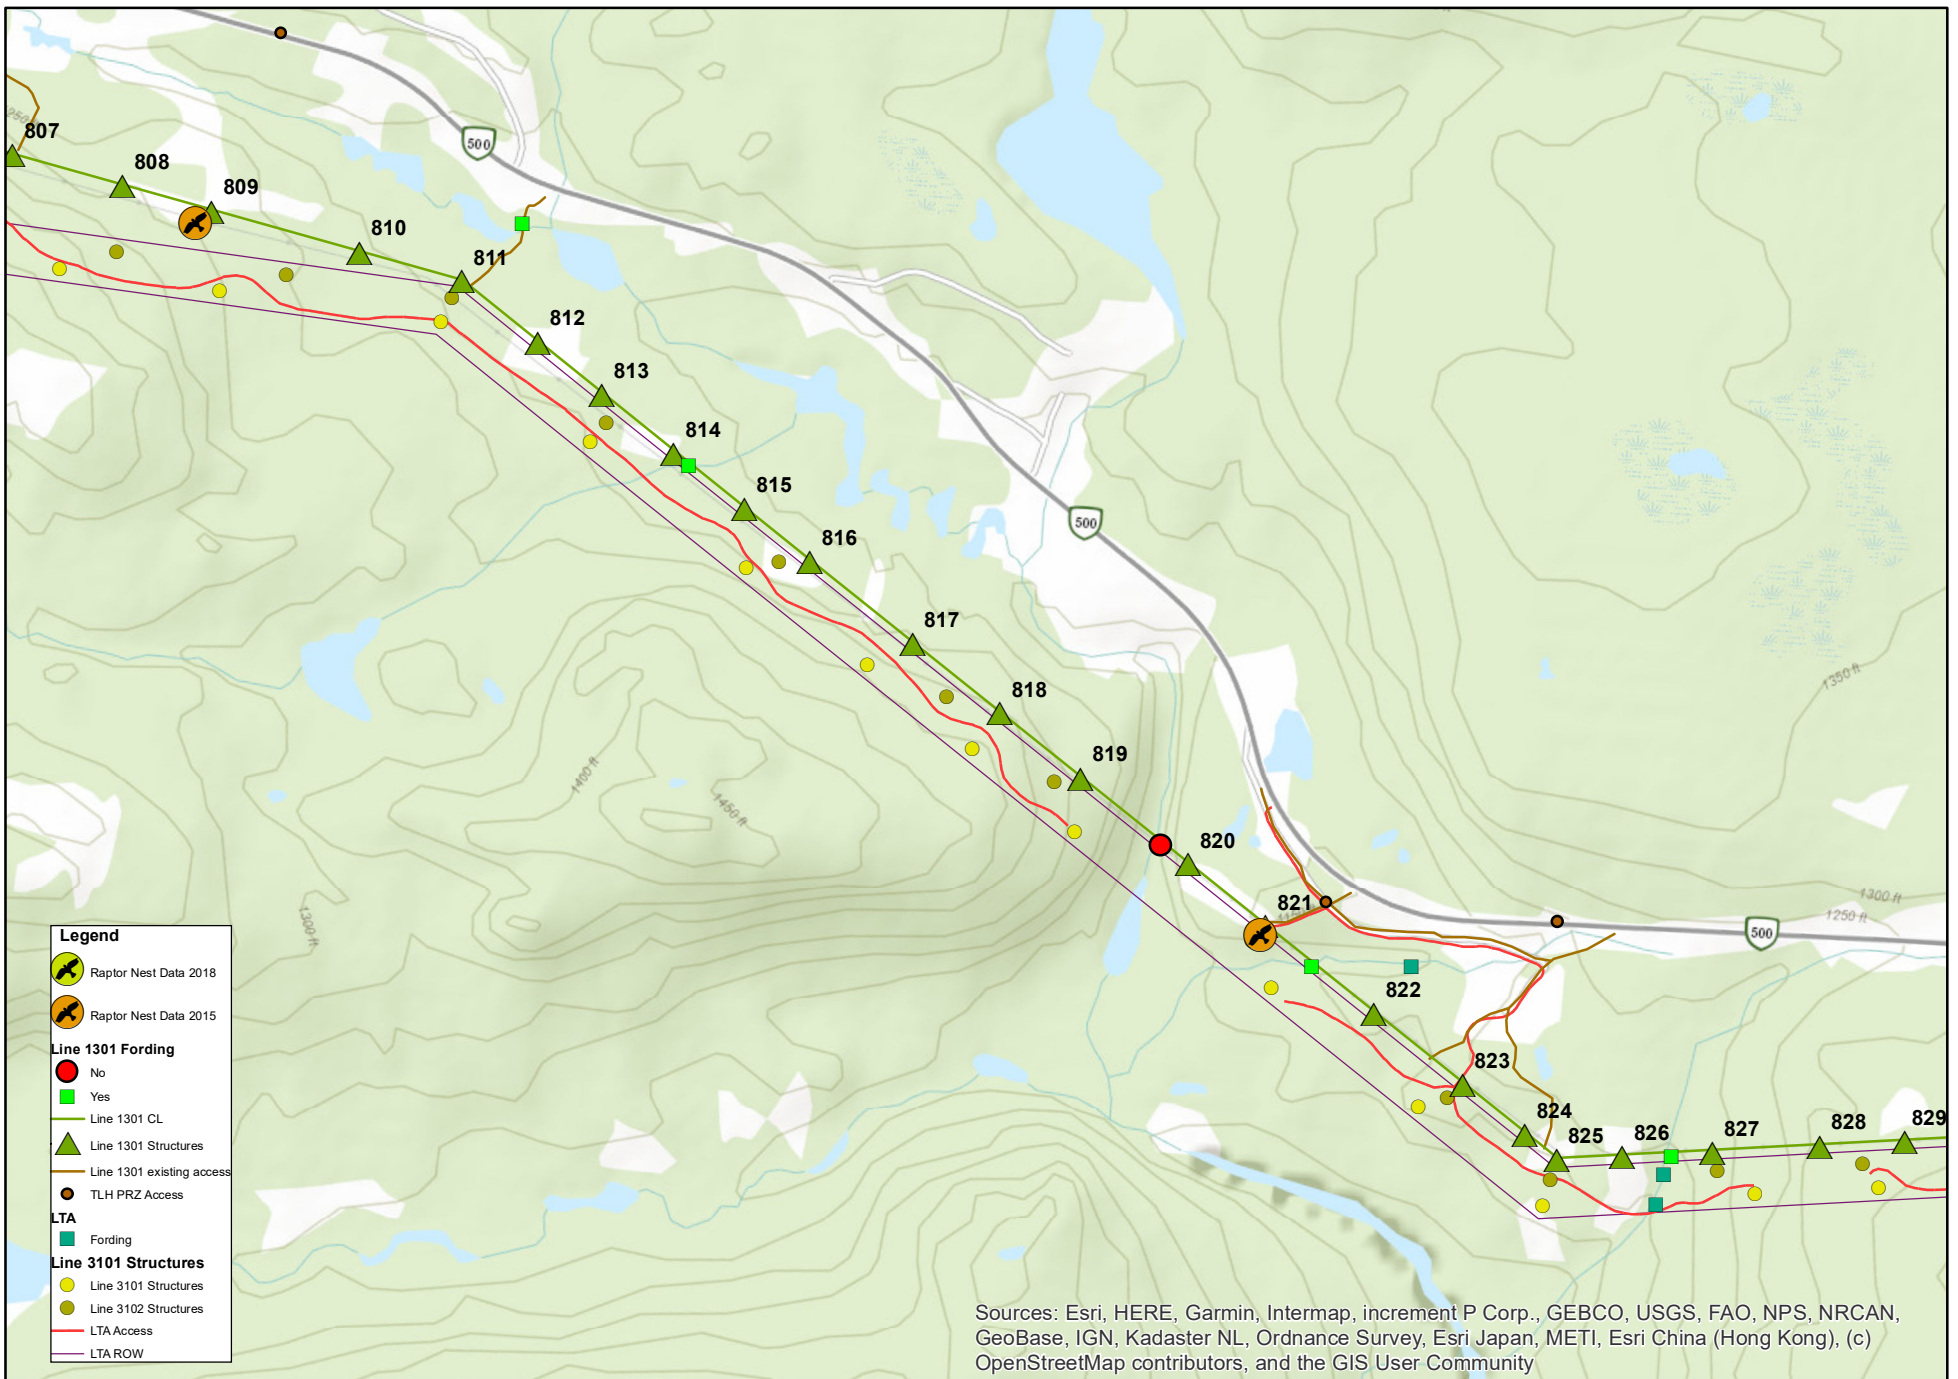 500
807
808
809
810
811
812
813
814
815
816
500
817
818
1350 ft
819
1400 ft
1450 ft
820
821
1300 ft
1250 ft
500
1300 ft
822
823
824
825
826
827
828
829
Legend
Raptor Nest Data 2018
Raptor Nest Data 2015
Line 1301 Fording
No
Yes
Line 1301 CL
Line 1301 Structures
Line 1301 existing access
TLH PRZ Access
LTA
Fording
Line 3101 Structures
Line 3101 Structures
Line 3102 Structures
LTA Access
LTA ROW
Sources: Esri, HERE, Garmin, Intermap, increment P Corp., GEBCO, USGS, FAO, NPS, NRCAN,
GeoBase, IGN, Kadaster NL, Ordnance Survey, Esri Japan, METI, Esri China (Hong Kong), (c)
OpenStreetMap contributors, and the GIS User Community